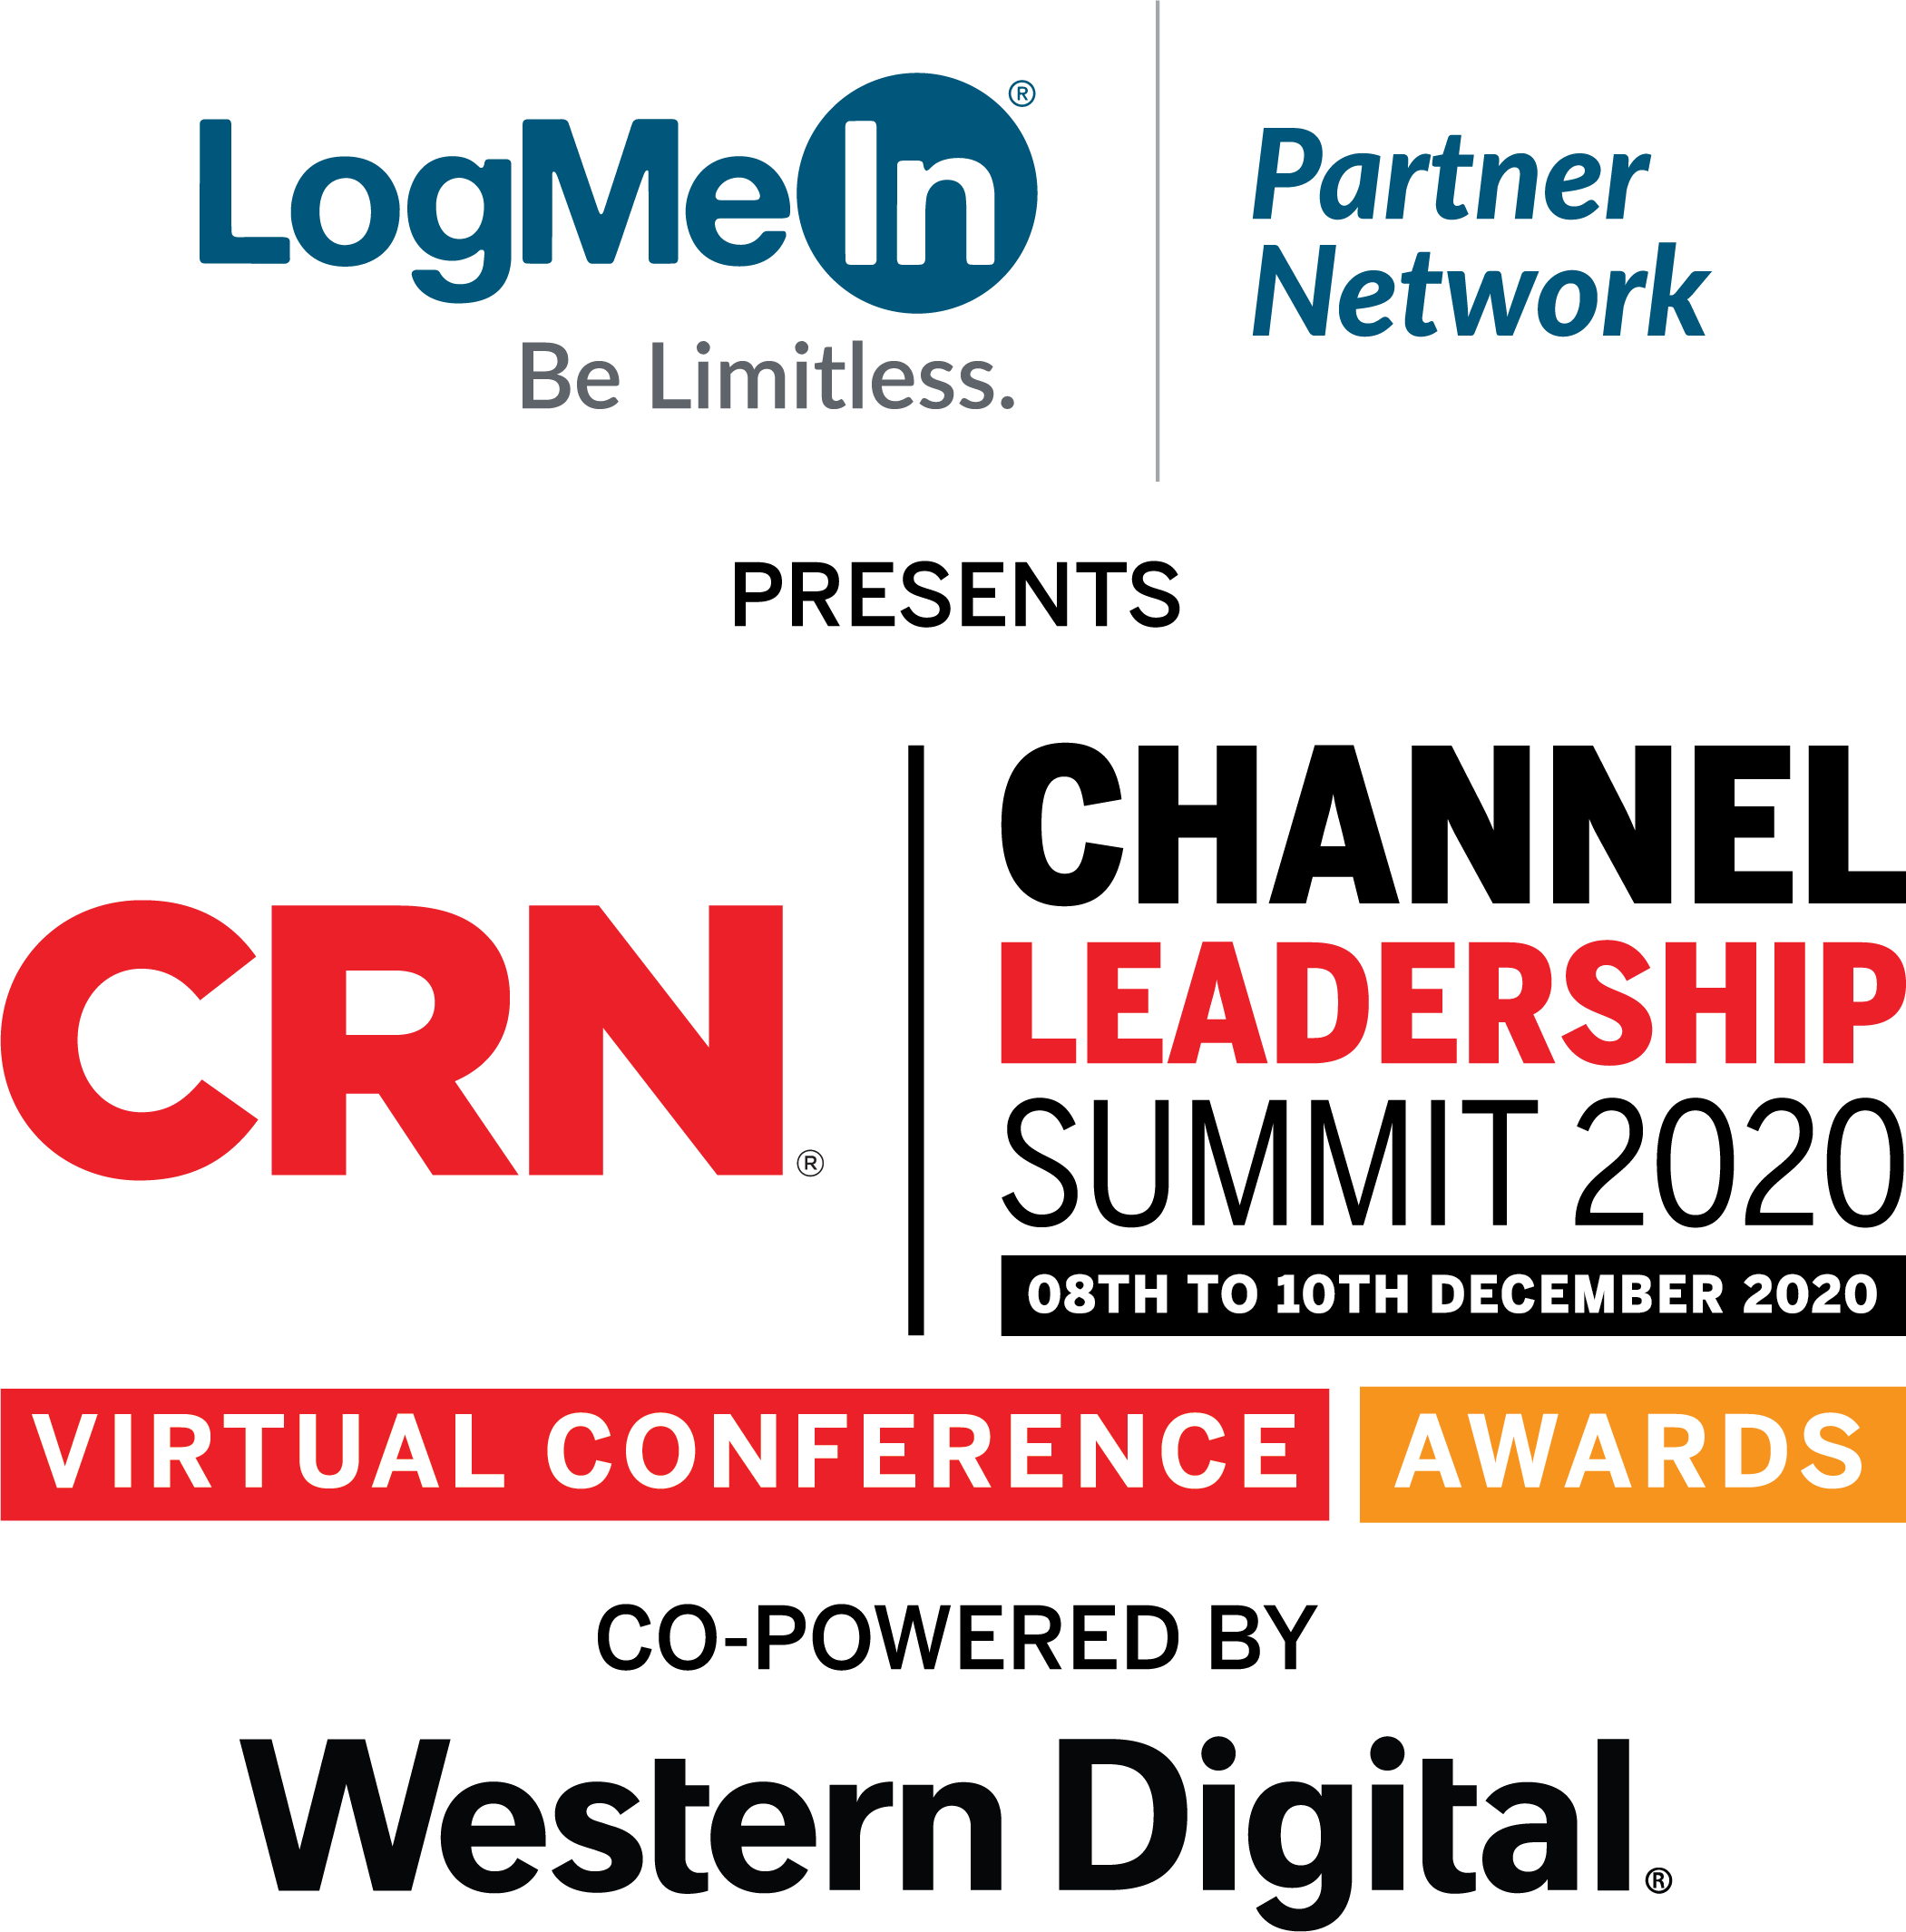 LogMeIn®
Be Limitless.
Partner
Network
PRESENTS
CRN®
CHANNEL
LEADERSHIP
SUMMIT 2020
08TH TO 10TH DECEMBER 2020
VIRTUAL CONFERENCE
AWARDS
CO-POWERED BY
Western Digital®